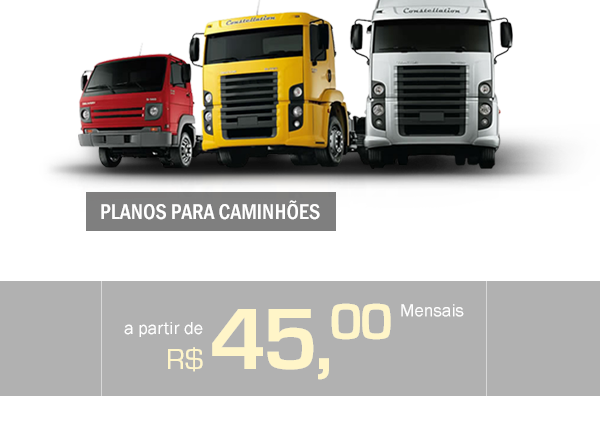 Constellation
Constellation
PLANOS PARA CAMINHÕES
a partir de
R$ 45,00
Mensais